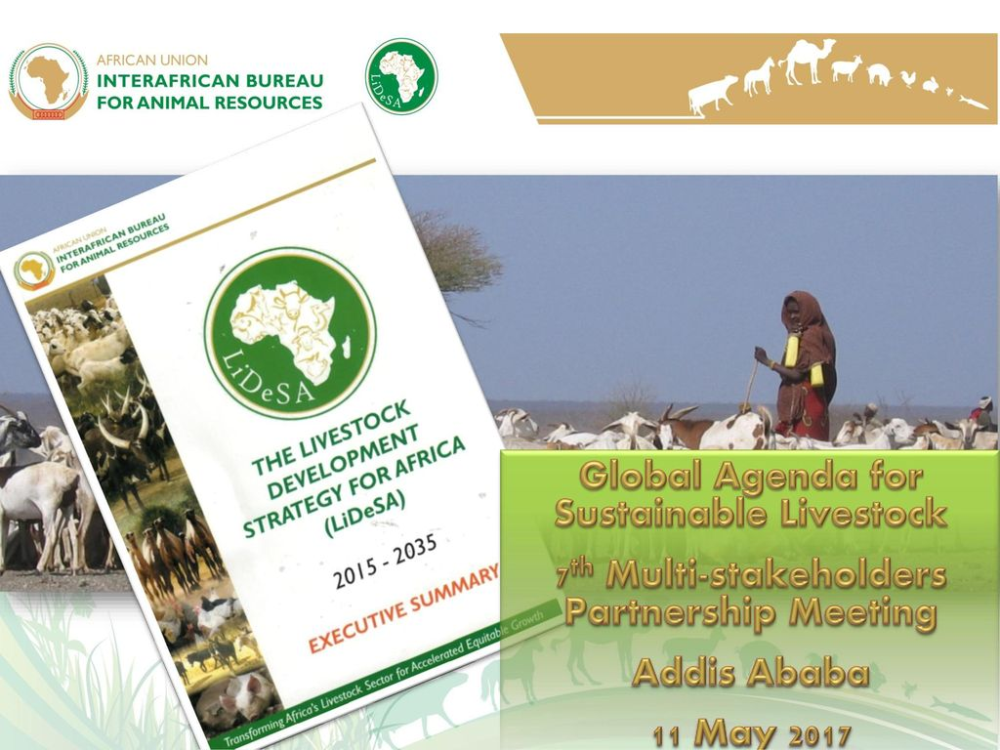 AFRICAN UNION
INTERAFRICAN BUREAU
FOR ANIMAL RESOURCES
LiDeSA
AFRICAN UNION
INTERAFRICAN BUREAU
FOR ANIMAL RESOURCES
LiDeSA
THE LIVESTOCK
DEVELOPMENT
STRATEGY FOR AFRICA
(LiDeSA)
2015 - 2035
EXECUTIVE SUMMARY
Transforming Africa's Livestock Sector for Accelerated Equitable Growth
Global Agenda for
Sustainable Livestock
7th Multi-stakeholders
Partnership Meeting
Addis Ababa
11 May 2017